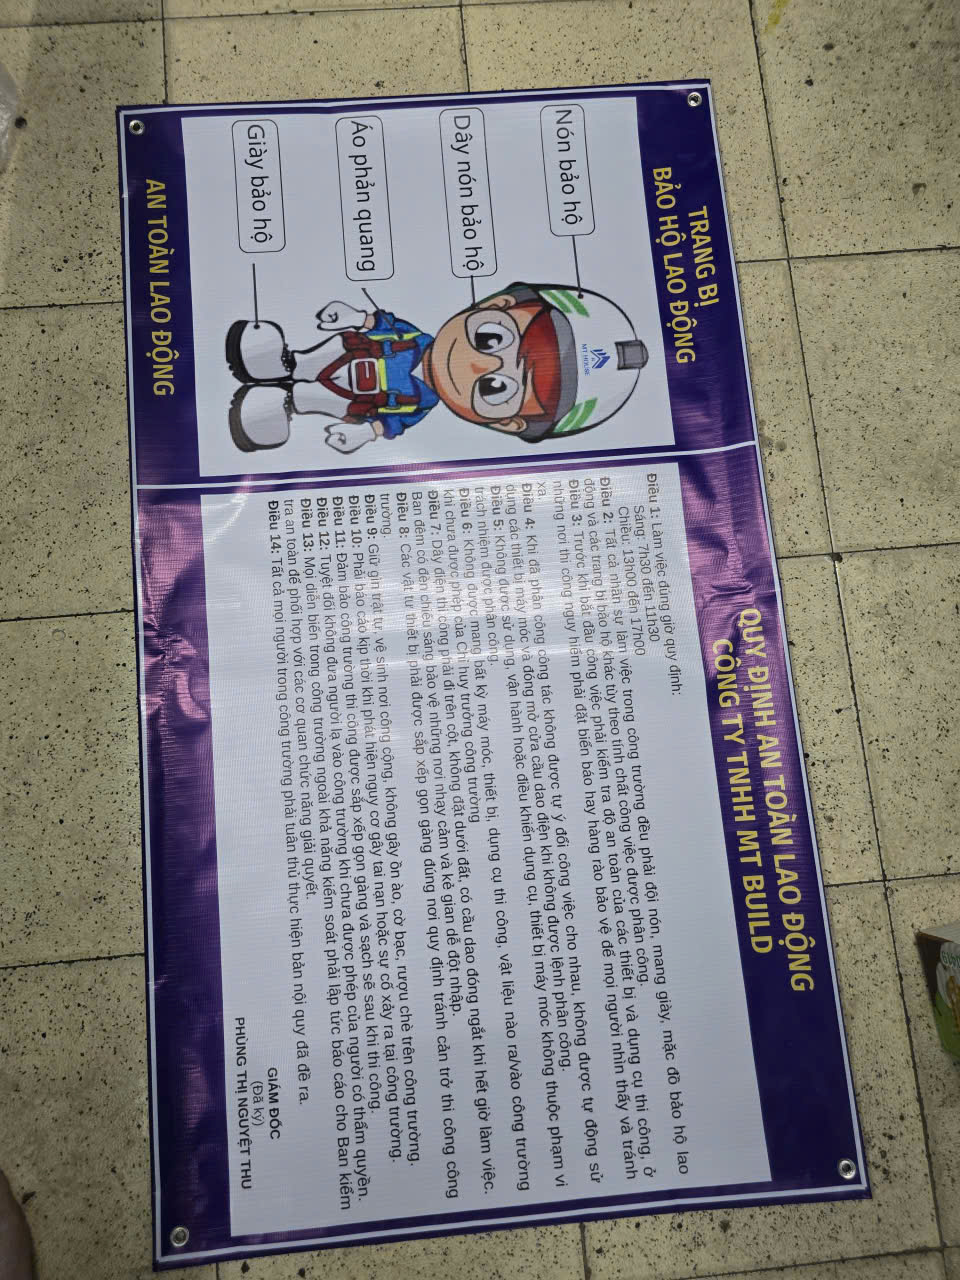 TRANG BỊ
BẢO HỘ LAO ĐỘNG
Nón bảo hộ
Dây nón bảo hộ
Áo phản quang
Giày bảo hộ
MT HOUSE
AN TOÀN LAO ĐỘNG
QUY ĐỊNH AN TOÀN LAO ĐỘNG
CÔNG TY TNHH MT BUILD
Điều 1: Làm việc đúng giờ quy định:
Sáng: 7h30 đến 11h30
Chiều: 13h00 đến 17h00
Điều 2: Tất cả nhân sự làm việc trong công trường đều phải đội nón, mang giày, mặc đồ bảo hộ lao
động và các trang bị bảo hộ khác tùy theo tính chất công việc được phân công.
Điều 3: Trước khi bắt đầu công việc phải kiểm tra độ an toàn của các thiết bị và dụng cụ thi công, ở
những nơi thi công nguy hiểm phải đặt biển báo hay hàng rào bảo vệ để mọi người nhìn thấy và tránh
xa.
Điều 4: Khi đã phân công công tác không được tự ý đổi công việc cho nhau, không được tự động sử
dụng các thiết bị máy móc và đóng mở cửa cầu dao điện khi không được lệnh phân công.
Điều 5: Không được sử dụng, vận hành hoặc điều khiển dụng cụ, thiết bị máy móc không thuộc phạm vi
trách nhiệm được phân công.
Điều 6: Không được mang bất kỳ máy móc, thiết bị, dụng cụ thi công, vật liệu nào ra/vào công trường
khi chưa được phép của Chỉ huy trưởng công trường
Điều 7: Dây điện thi công phải đi trên cột, không đặt dưới đất, có cầu dao đóng ngắt khi hết giờ làm việc.
Ban đêm có đèn chiếu sáng bảo vệ những nơi nhạy cảm và kẻ gian dễ đột nhập.
Điều 8: Các vật tư thiết bị phải được sắp xếp gọn gàng đúng nơi quy định tránh cản trở thi công công
trường.
Điều 9: Giữ gìn trật tự, vệ sinh nơi công cộng, không gây ồn ào, cờ bạc, rượu chè trên công trường.
Điều 10: Phải báo cáo kịp thời khi phát hiện nguy cơ gây tai nạn hoặc sự cố xảy ra tại công trường.
Điều 11: Đảm bảo công trường thi công được sắp xếp gọn gàng và sạch sẽ sau khi thi công.
Điều 12: Tuyệt đối không đưa người lạ vào công trường khi chưa được phép của người có thẩm quyền.
Điều 13: Mọi diễn biến trong công trường ngoài khả năng kiểm soát phải lập tức báo cáo cho Ban kiểm
tra an toàn để phối hợp với các cơ quan chức năng giải quyết.
Điều 14: Tất cả mọi người trong công trường phải tuân thủ thực hiện bản nội quy đã đề ra.
GIÁM ĐỐC
(Đã ký)
PHÙNG THỊ NGUYỆT THU